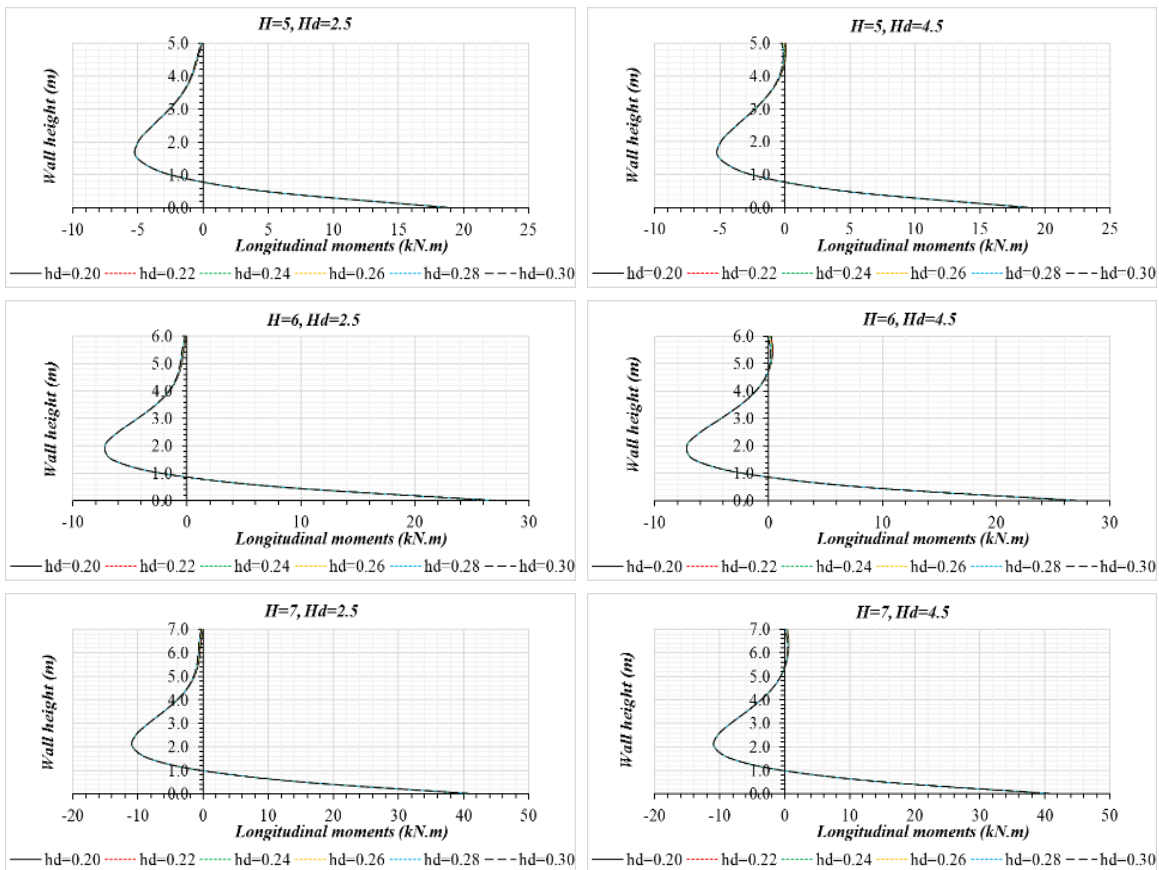 H=5, Hd=2.5
Wall height (m)
5.0
4.0
3.0
2.0
1.0
0.0
-10 -5 0 5 10 15 20 25
Longitudinal moments (kN.m)
hd=0.20 hd=0.22 hd=0.24 hd=0.26 hd=0.28 hd=0.30
H=5, Hd=4.5
Wall height (m)
5.0
4.0
3.0
2.0
1.0
0.0
-10 -5 0 5 10 15 20 25
Longitudinal moments (kN.m)
hd=0.20 hd=0.22 hd=0.24 hd=0.26 hd=0.28 hd=0.30
H=6, Hd=2.5
Wall height (m)
6.0
5.0
4.0
3.0
2.0
1.0
0.0
-10 0 10 20 30
Longitudinal moments (kN.m)
hd=0.20 hd=0.22 hd=0.24 hd=0.26 hd=0.28 hd=0.30
H=6, Hd=4.5
Wall height (m)
6.0
5.0
4.0
3.0
2.0
1.0
0.0
-10 0 10 20 30
Longitudinal moments (kN.m)
hd=0.20 hd=0.22 hd=0.24 hd=0.26 hd=0.28 hd=0.30
H=7, Hd=2.5
Wall height (m)
7.0
6.0
5.0
4.0
3.0
2.0
1.0
0.0
-20 -10 0 10 20 30 40 50
Longitudinal moments (kN.m)
hd=0.20 hd=0.22 hd=0.24 hd=0.26 hd=0.28 hd=0.30
H=7, Hd=4.5
Wall height (m)
7.0
6.0
5.0
4.0
3.0
2.0
1.0
0.0
-20 -10 0 10 20 30 40 50
Longitudinal moments (kN.m)
hd=0.20 hd=0.22 hd=0.24 hd=0.26 hd=0.28 hd=0.30